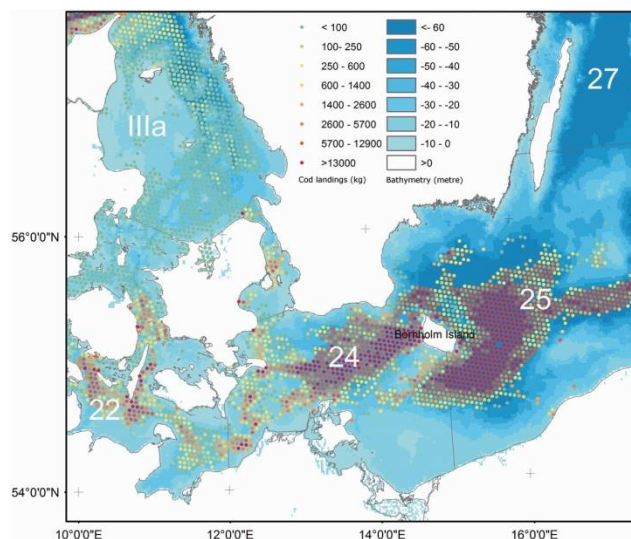 < 100 <- 60
100- 250 -60 - -50
250 - 600 -50 - -40
600 - 1400 -40 - -30
1400 - 2600 -30 - -20
2600 - 5700 -20 - -10
5700 - 12900 -10 - 0
>13000 >0
Cod landings (kg) Bathymetry (metre)
27
IIIa
56°0'0"N
25
Bornholm Island
24
22
54°0'0"N
10°0'0"E 12°0'0"E 14°0'0"E 16°0'0"E